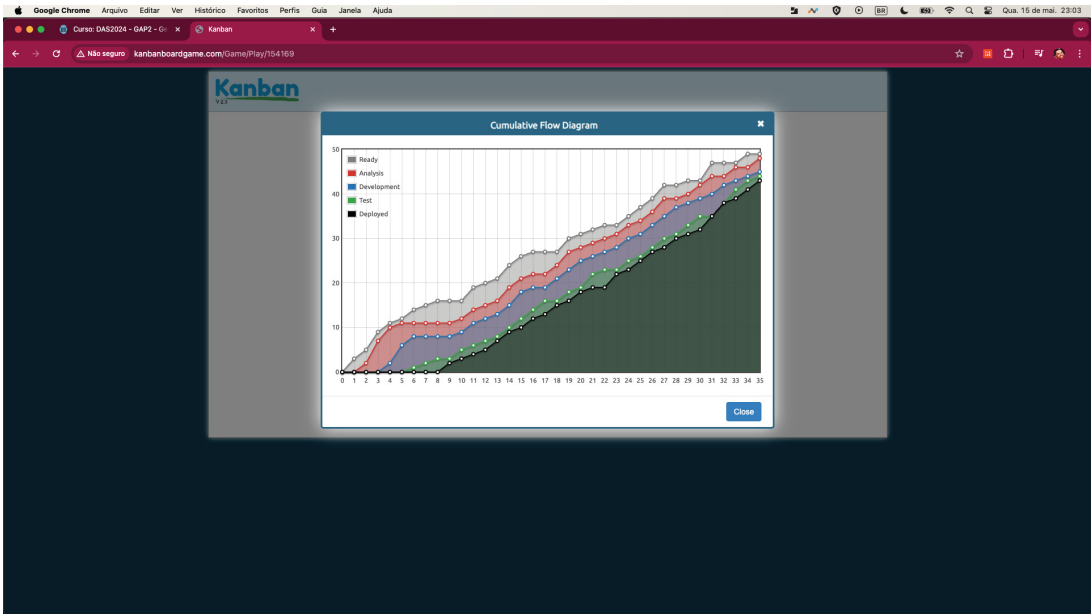 Google Chrome Arquivo Editar Ver Histórico Favoritos Perfis Guia Janela Ajuda BR Qua. 15 de mai. 23:03
Curso: DAS2024 - GAP2 - Kanban
Não seguro kanbanboardgame.com/Game/Play/154169
Kanban
V 2.1
Cumulative Flow Diagram
Ready
Analysis
Development
Test
Deployed
50
40
30
20
10
0
0 1 2 3 4 5 6 7 8 9 10 11 12 13 14 15 16 17 18 19 20 21 22 23 24 25 26 27 28 29 30 31 32 33 34 35
Close